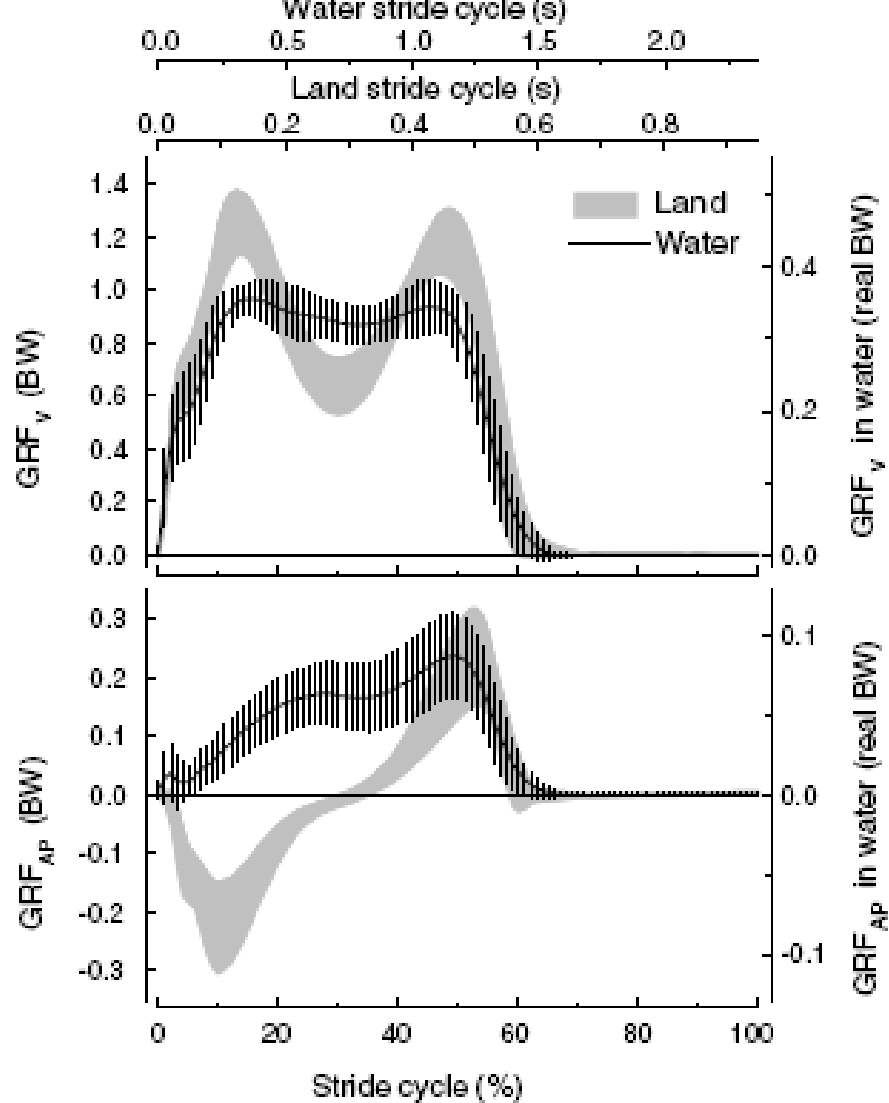 Water stride cycle (s)
0.0 0.5 1.0 1.5 2.0
Land stride cycle (s)
0.0 0.2 0.4 0.6 0.8
GRFV (BW)
1.4
1.2
1.0
0.8
0.6
0.4
0.2
0.0
Land
Water
0.4
0.2
0.0
GRFV in water (real BW)
GRFAP (BW)
0.3
0.2
0.1
0.0
-0.1
-0.2
-0.3
0.1
0.0
-0.1
GRFAP in water (real BW)
0 20 40 60 80 100
Stride cycle (%)